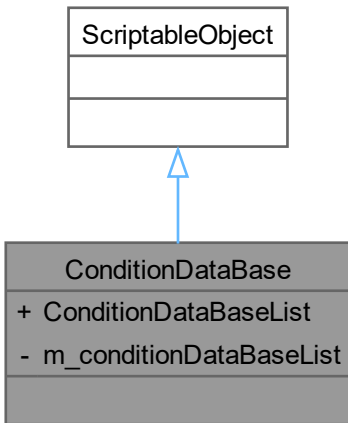 ScriptableObject
ConditionDataBase
+ ConditionDataBaseList
- m_conditionDataBaseList